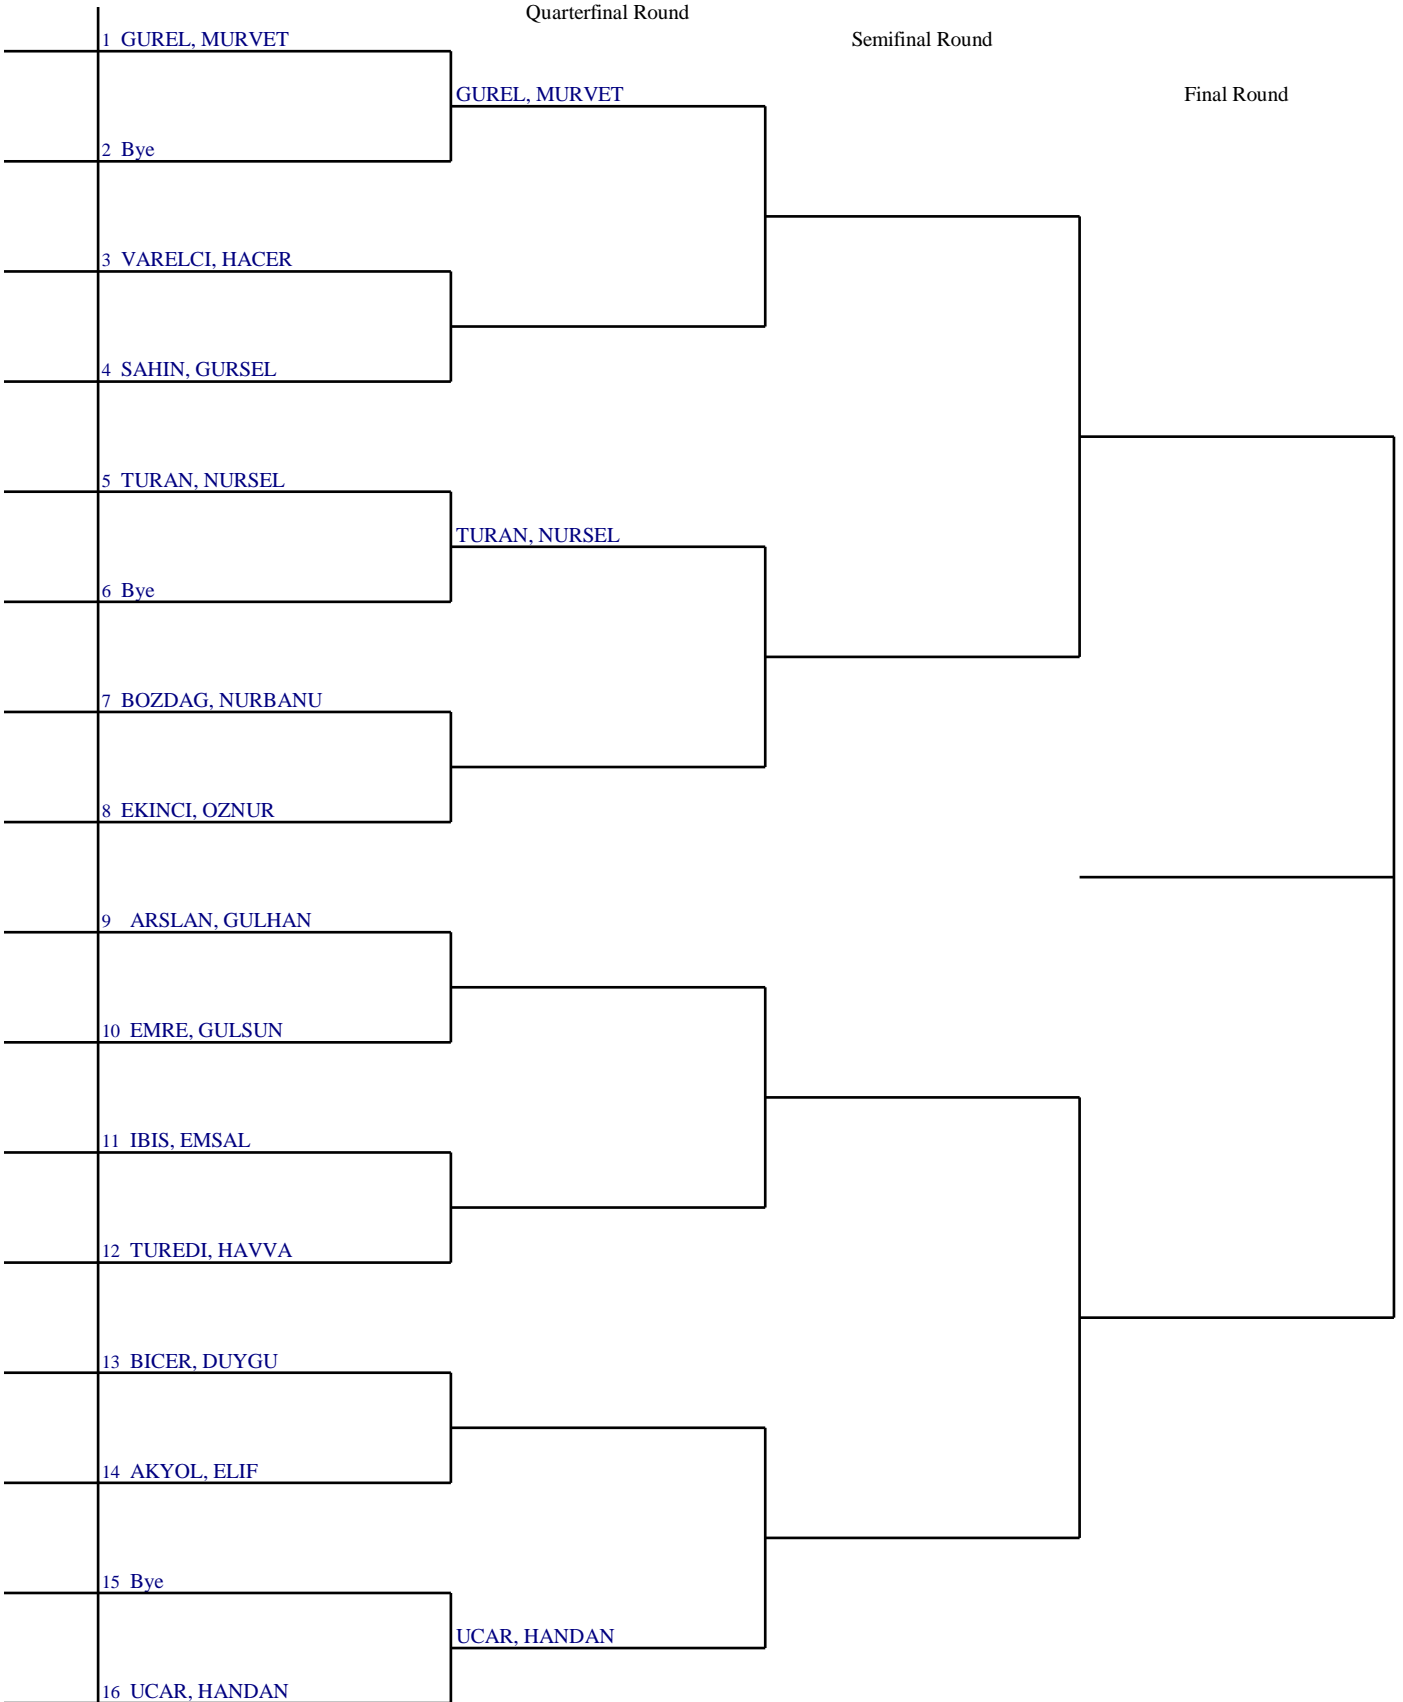 Quarterfinal Round
1 GUREL, MURVET
Semifinal Round
GUREL, MURVET
Final Round
2 Bye
3 VARELCI, HACER
4 SAHIN, GURSEL
5 TURAN, NURSEL
TURAN, NURSEL
6 Bye
7 BOZDAG, NURBANU
8 EKINCI, OZNUR
9 ARSLAN, GULHAN
10 EMRE, GULSUN
11 IBIS, EMSAL
12 TUREDI, HAVVA
13 BICER, DUYGU
14 AKYOL, ELIF
15 Bye
UCAR, HANDAN
16 UCAR, HANDAN